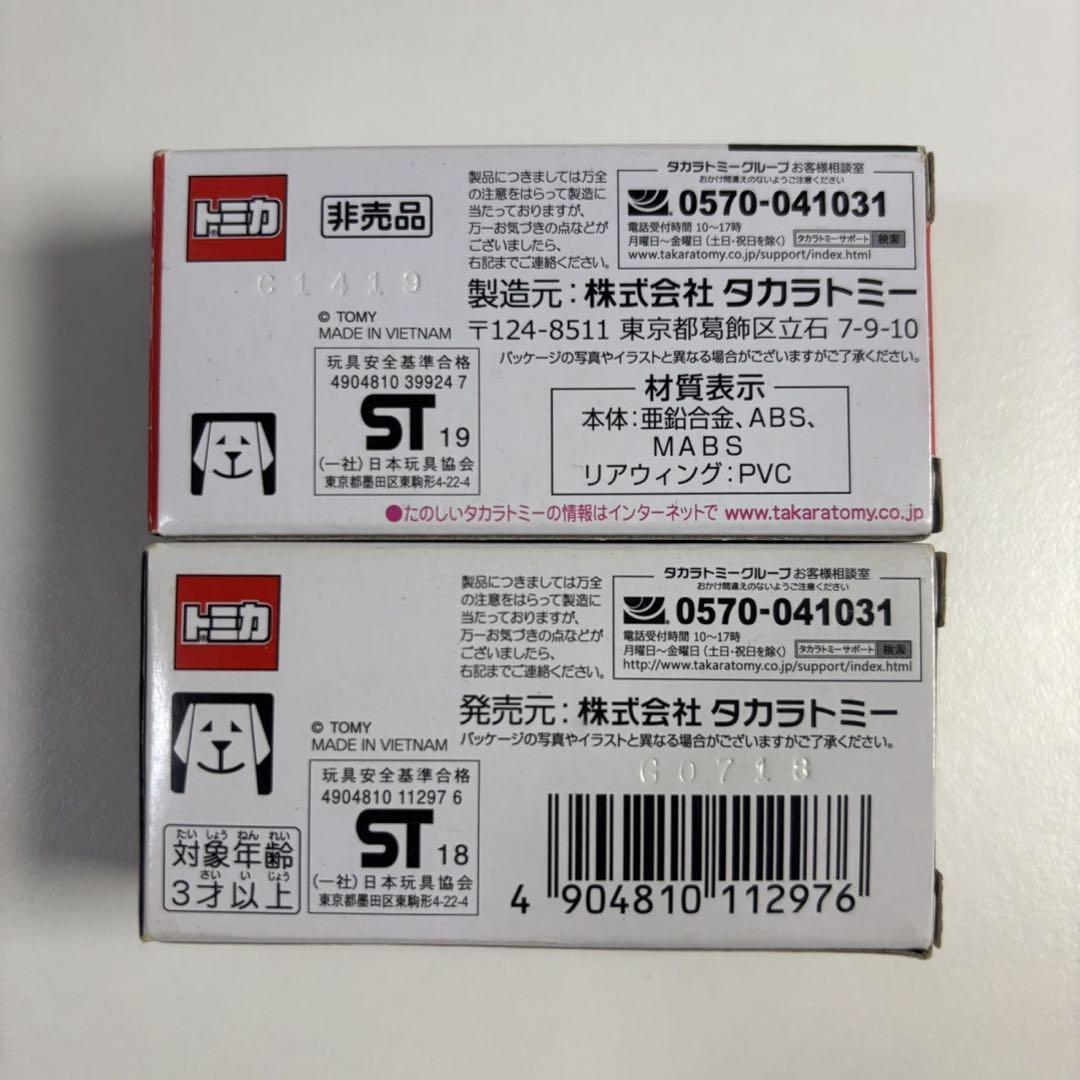 トミカ®
非売品
G1419
© TOMY
MADE IN VIETNAM
玩具安全基準合格
4904810 39924 7
ST 19
(一社)日本玩具協会
東京都墨田区東駒形4-22-4
製品につきましては万全
の注意をはらって製造に
当たっておりますが、
万一お気づきの点などが
ございましたら、
右記までご連絡ください。
タカラトミーグループお客様相談室
おかけ間違えのないようご注意ください
0570-041031
電話受付時間 10〜17時
月曜日〜金曜日(土日・祝日を除く) タカラトミーサポート 検索
www.takaratomy.co.jp/support/index.html
製造元:株式会社 タカラトミー
〒124-8511 東京都葛飾区立石 7-9-10
パッケージの写真やイラストと異なる場合がございますがご了承ください。
材質表示
本体:亜鉛合金、ABS、
MABS
リアウィング:PVC
●たのしいタカラトミーの情報はインターネットで www.takaratomy.co.jp
トミカ®
対象年齢
たいしょうねんれい
3才以上
さいいじょう
© TOMY
MADE IN VIETNAM
玩具安全基準合格
4904810 11297 6
ST 18
(一社)日本玩具協会
東京都墨田区東駒形4-22-4
製品につきましては万全
の注意をはらって製造に
当たっておりますが、
万一お気づきの点などが
ございましたら、
右記までご連絡ください。
タカラトミーグループお客様相談室
おかけ間違えのないようご注意ください
0570-041031
電話受付時間 10〜17時
月曜日〜金曜日(土日・祝日を除く) タカラトミーサポート 検索
http://www.takaratomy.co.jp/support/index.html
発売元:株式会社 タカラトミー
パッケージの写真やイラストと異なる場合がございますがご了承ください。
G0718
4 904810 112976